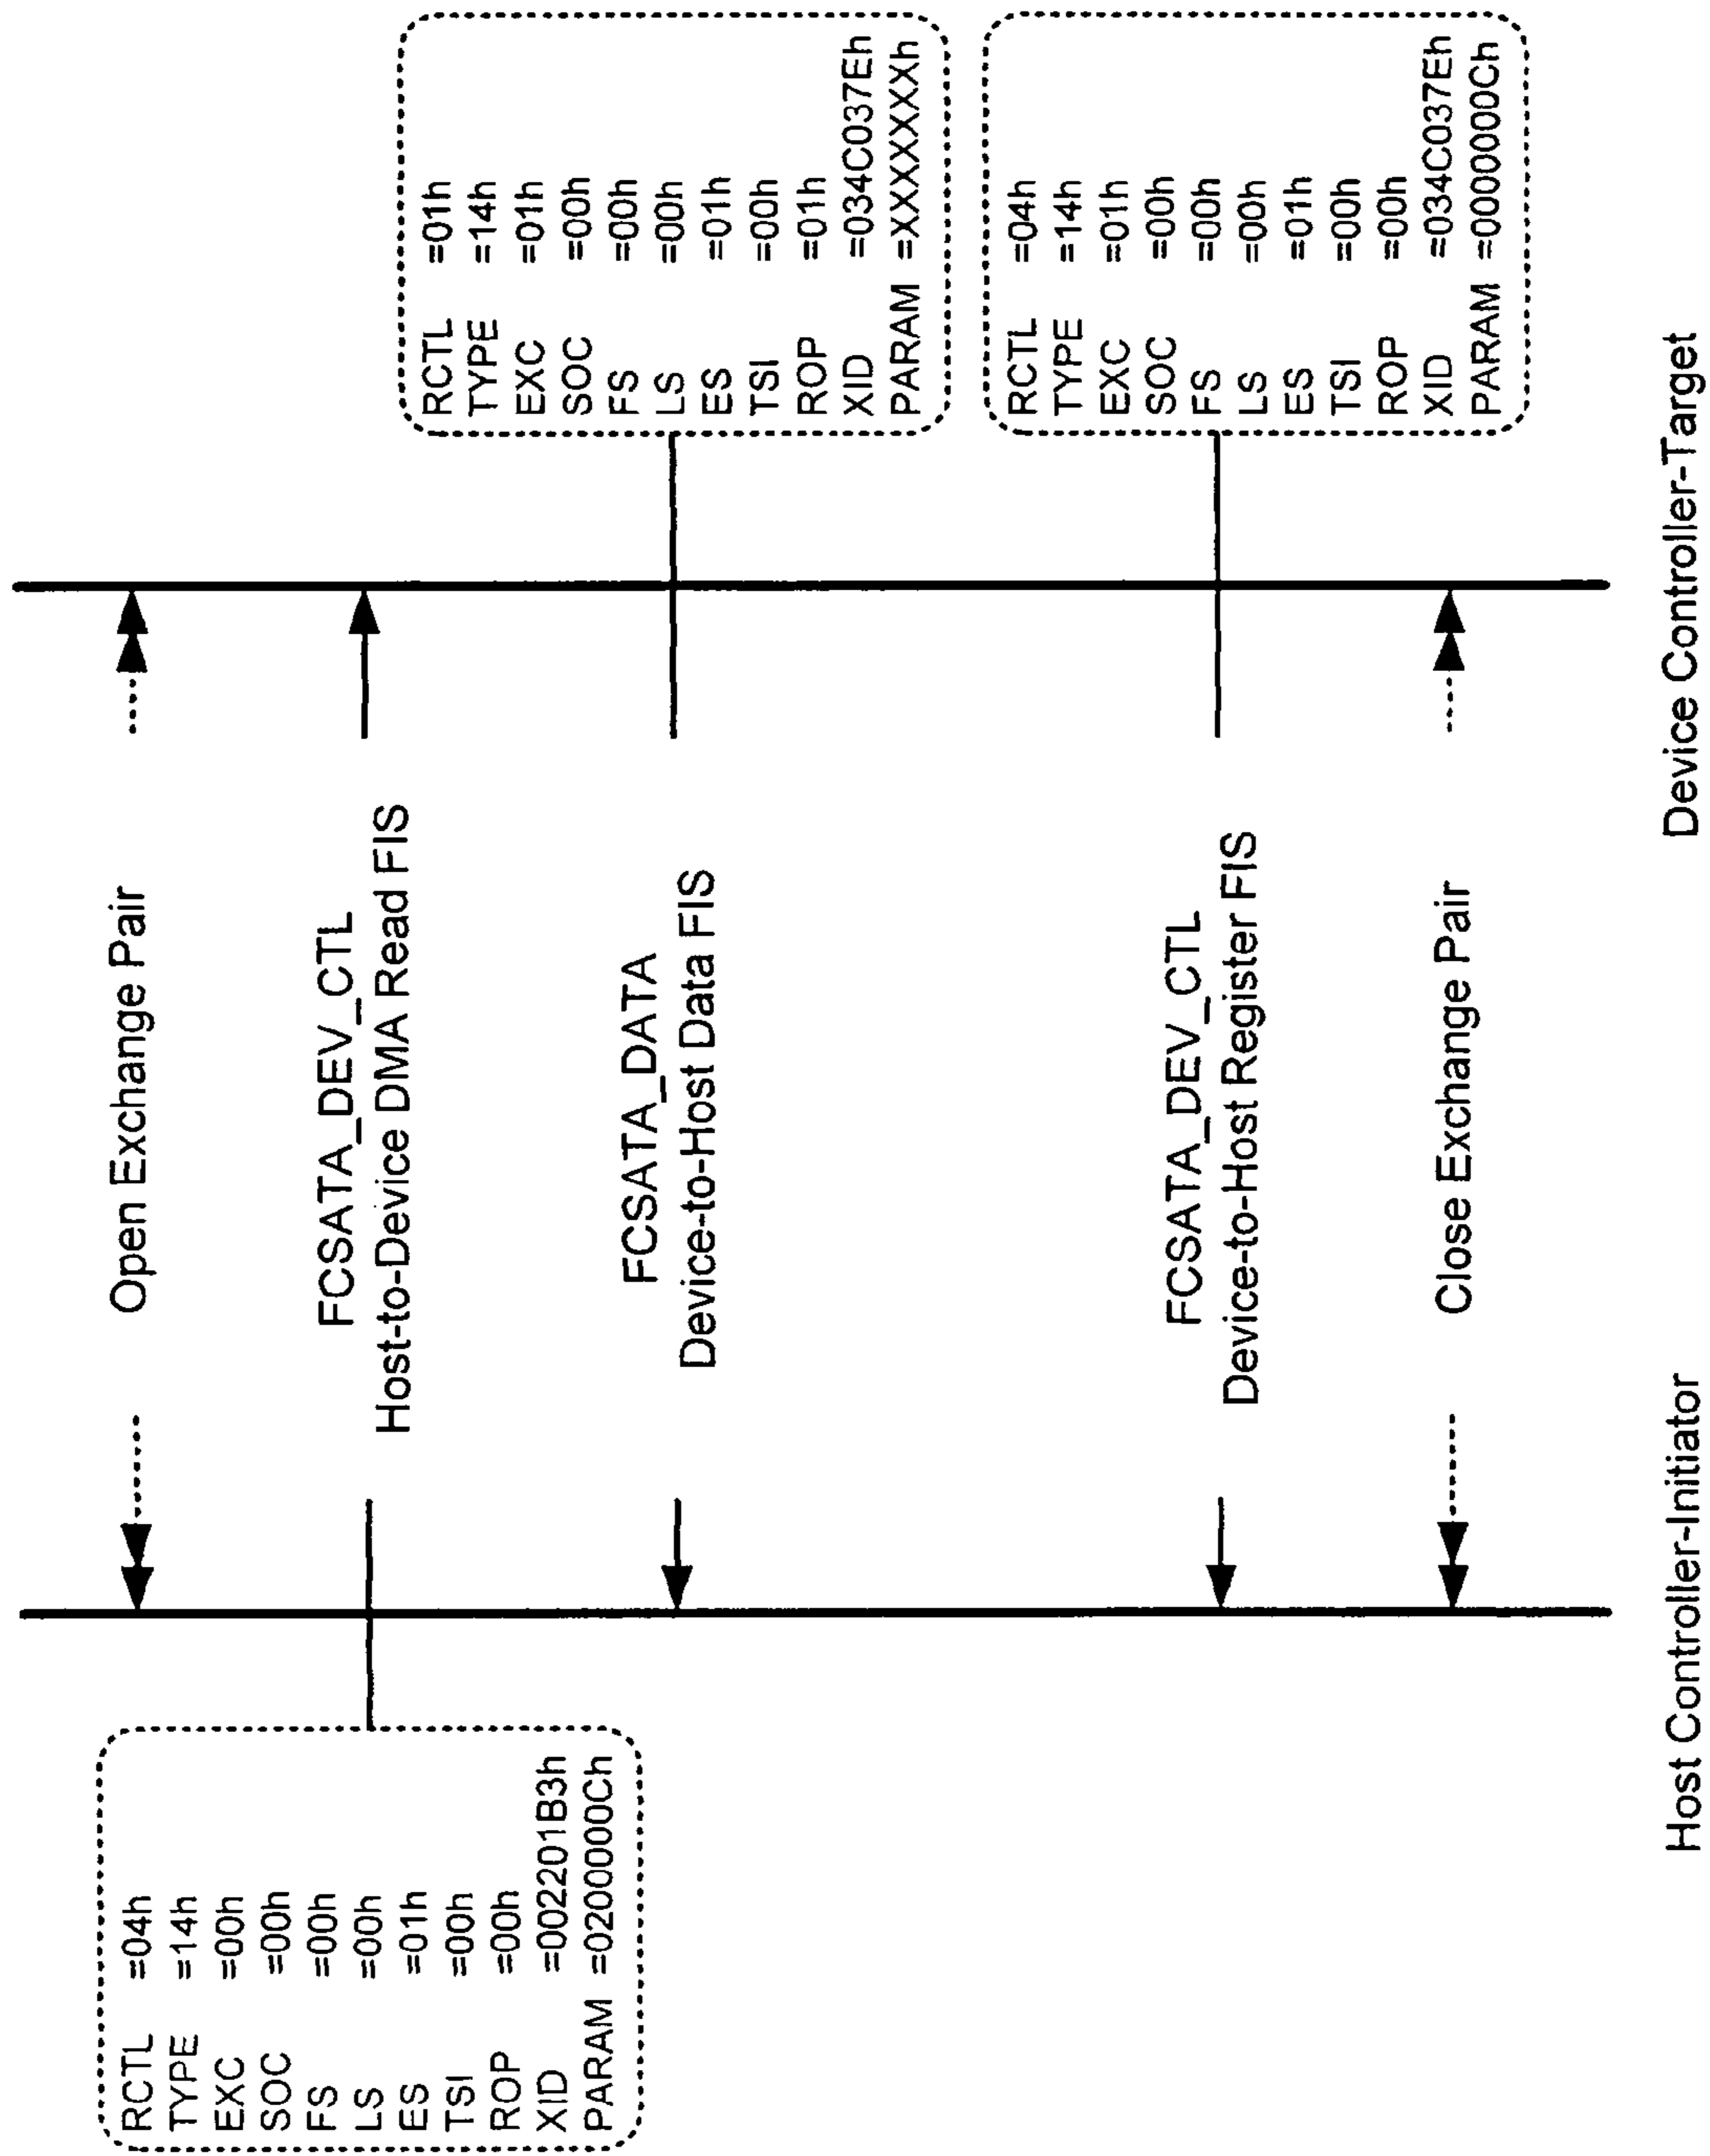 RCTL =04h
TYPE =14h
EXC =00h
SOC =00h
FS =00h
LS =00h
ES =01h
TSI =00h
ROP =00h
XID =002201B3h
PARAM =0200000Ch
Open Exchange Pair
FCSATA_DEV_CTL
Host-to-Device DMA Read FIS
FCSATA_DATA
Device-to-Host Data FIS
FCSATA_DEV_CTL
Device-to-Host Register FIS
Close Exchange Pair
RCTL =01h
TYPE =14h
EXC =01h
SOC =00h
FS =00h
LS =00h
ES =01h
TSI =00h
ROP =01h
XID =034C037Eh
PARAM =XXXXXXXXh
RCTL =04h
TYPE =14h
EXC =01h
SOC =00h
FS =00h
LS =00h
ES =01h
TSI =00h
ROP =00h
XID =034C037Eh
PARAM =0000000Ch
Host Controller-Initiator
Device Controller-Target